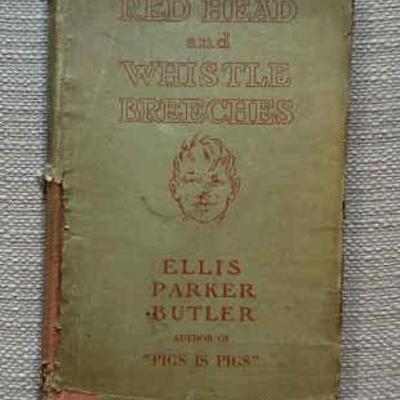 RED HEAD
and
WHISTLE
BREECHES
ELLIS
PARKER
BUTLER
AUTHOR OF
"PIGS IS PIGS"